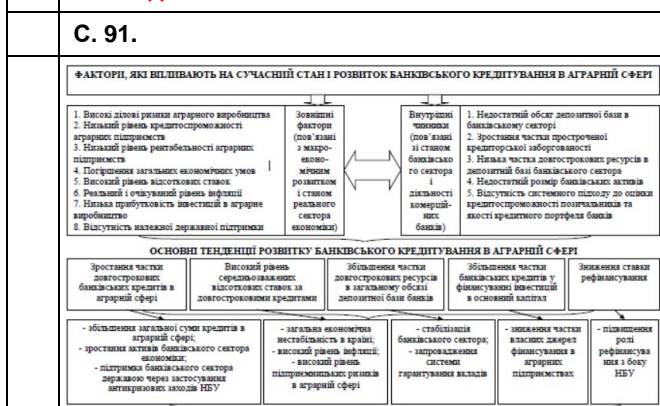 С. 91.
ФАКТОРИ, ЯКІ ВПЛИВАЮТЬ НА СУЧАСНИЙ СТАН І РОЗВИТОК БАНКІВСЬКОГО КРЕДИТУВАННЯ В АГРАРНІЙ СФЕРІ
1. Високі ділові ризики аграрного виробництва
2. Низький рівень кредитоспроможності
аграрних підприємств
3. Низький рівень рентабельності аграрних
підприємств
4. Погіршення загальних економічних умов
5. Високий рівень відсоткових ставок
6. Реальний і очікуваний рівень інфляції
7. Низька прибутковість інвестицій в аграрне
виробництво
8. Відсутність належної державної підтримки
Зовнішні
фактори
(пов'язані
з макро-
еконо-
мічним
розвитком
і станом
реального
сектора
економіки)
Внутрішні
чинники
(пов'язані
зі станом
банківсько
го сектора
і
діяльності
комерцій-
них
банків)
1. Недостатній обсяг депозитної бази в
банківському секторі
2. Зростання частки простроченої
кредиторської заборгованості
3. Низька частка довгострокових ресурсів в
депозитній базі банківського сектора
4. Недостатній розмір банківських активів
5. Відсутність системного підходу до оцінки
кредитоспроможності позичальників та
якості кредитного портфеля банків
ОСНОВНІ ТЕНДЕНЦІЇ РОЗВИТКУ БАНКІВСЬКОГО КРЕДИТУВАННЯ В АГРАРНІЙ СФЕРІ
Зростання частки
довгострокових
банківських кредитів в
аграрній сфері
Високий рівень
середньозважених
відсоткових ставок за
довгостроковими кредитами
Збільшення частки
довгострокових ресурсів
в загальному обсязі
депозитної бази банків
Збільшення частки
банківських кредитів у
фінансуванні інвестицій
в основний капітал
Зниження ставки
рефінансування
- збільшення загальної суми кредитів в
аграрній сфері;
- зростання активів банківського сектора
економіки;
- підтримка банківського сектора
державою через застосування
антикризових заходів НБУ
- загальна економічна
нестабільність в країні;
- високий рівень інфляції;
- високий рівень
підприємницьких ризиків
в аграрній сфері
- стабілізація
банківського сектора;
- запровадження
системи
гарантування вкладів
- зниження частки
власних джерел
фінансування в
аграрних
підприємствах
- підвищення
ролі
рефінансува
ння з боку
НБУ